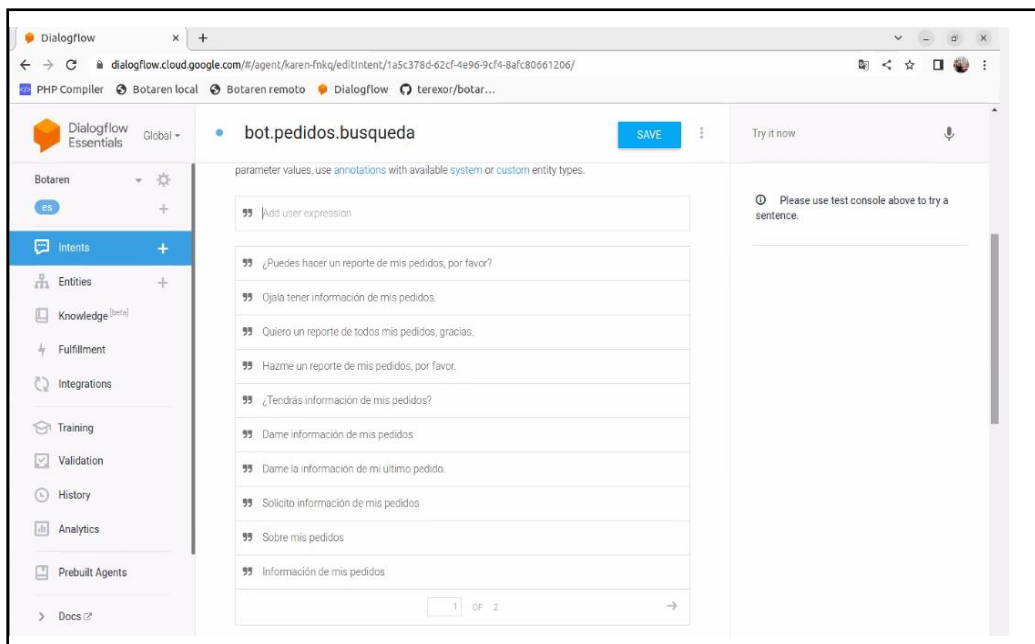 Dialogflow
dialogflow.cloud.google.com/#/agent/karen-fnkq/editIntent/1a5c378d-62cf-4e96-9cf4-8afc80661206/
PHP Compiler Botaren local Botaren remoto Dialogflow terexor/botar...
Dialogflow Essentials Global
bot.pedidos.busqueda
SAVE
Try it now
parameter values, use annotations with available system or custom entity types.
Botaren
es
Add user expression
Please use test console above to try a
sentence.
Intents
Entities
Knowledge [beta]
Fulfillment
Integrations
Training
Validation
History
Analytics
Prebuilt Agents
Docs
¿Puedes hacer un reporte de mis pedidos, por favor?
Ojala tener información de mis pedidos.
Quiero un reporte de todos mis pedidos, gracias.
Hazme un reporte de mis pedidos, por favor.
¿Tendrás información de mis pedidos?
Dame información de mis pedidos
Dame la información de mi último pedido.
Solicito información de mis pedidos
Sobre mis pedidos
Información de mis pedidos
1 OF 2